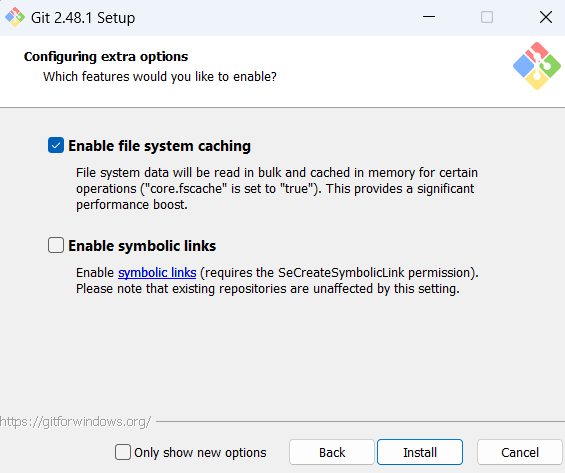 Git 2.48.1 Setup
Configuring extra options
Which features would you like to enable?
Enable file system caching
File system data will be read in bulk and cached in memory for certain
operations ("core.fscache" is set to "true"). This provides a significant
performance boost.
Enable symbolic links
Enable symbolic links (requires the SeCreateSymbolicLink permission).
Please note that existing repositories are unaffected by this setting.
https://gitforwindows.org/
Only show new options
Back
Install
Cancel